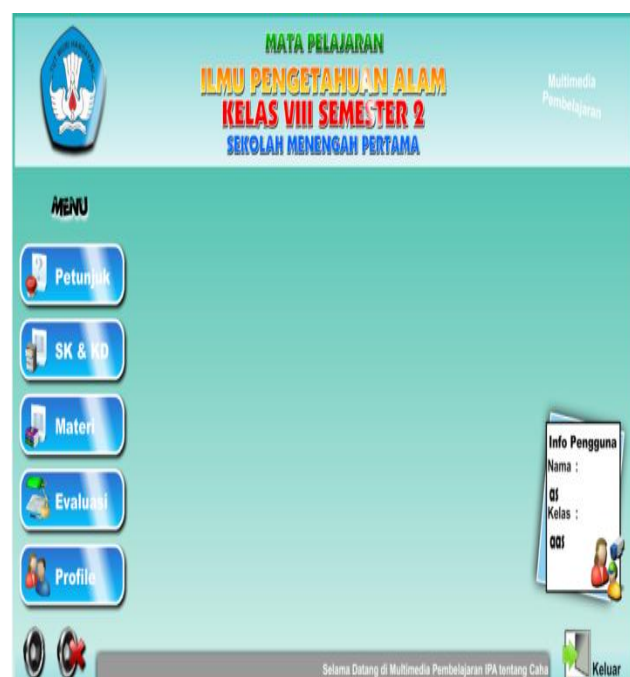 MATA PELAJARAN
ILMU PENGETAHUAN ALAM
KELAS VIII SEMESTER 2
SEKOLAH MENENGAH PERTAMA
Multimedia
Pembelajaran
MENU
Petunjuk
SK & KD
Materi
Evaluasi
Profile
Info Pengguna
Nama :
as
Kelas :
aas
Selama Datang di Multimedia Pembelajaran IPA tentang Caha
Keluar